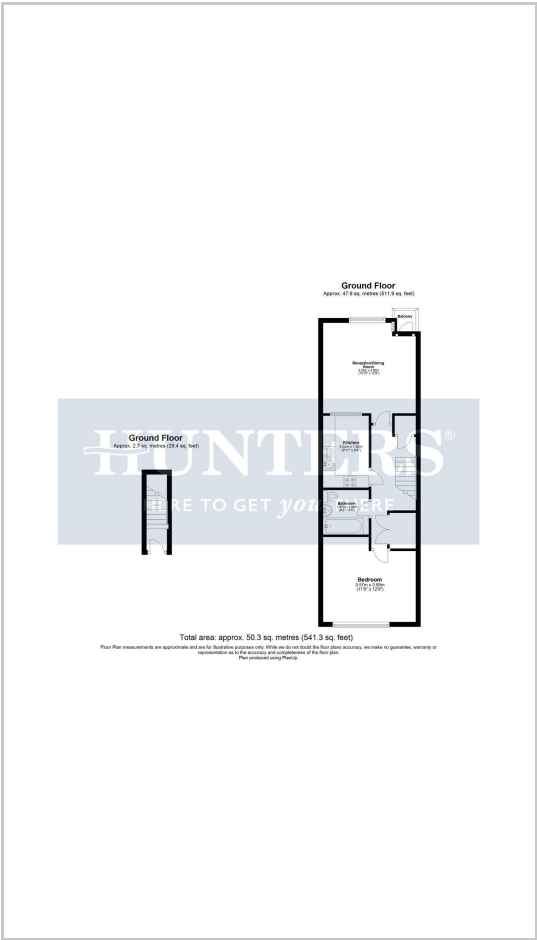 Ground Floor
Approx. 47.6 sq. metres (511.9 sq. feet)
Balcony
Reception/Dining
Room
Kitchen
Ground Floor
Approx. 2.7 sq. metres (29.4 sq. feet)
HUNTERS®
HERE TO GET you THERE
Bathroom
Bedroom
3.57m x 3.89m
(11'9" x 12'9")
Total area: approx. 50.3 sq. metres (541.3 sq. feet)
Floor Plan measurements are approximate and are for illustrative purposes only. While we do not doubt the floor plans accuracy, we make no guarantee, warranty or
representation as to the accuracy and completeness of the floor plan.
Plan produced using PlanUp.